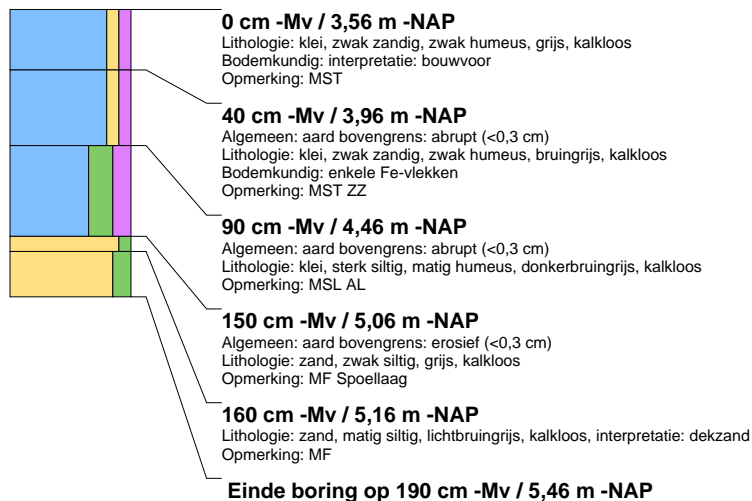 0 cm -Mv / 3,56 m -NAP
Lithologie: klei, zwak zandig, zwak humeus, grijs, kalkloos
Bodemkundig: interpretatie: bouwvoor
Opmerking: MST
40 cm -Mv / 3,96 m -NAP
Algemeen: aard bovengrens: abrupt (<0,3 cm)
Lithologie: klei, zwak zandig, zwak humeus, bruingrijs, kalkloos
Bodemkundig: enkele Fe-vlekken
Opmerking: MST ZZ
90 cm -Mv / 4,46 m -NAP
Algemeen: aard bovengrens: abrupt (<0,3 cm)
Lithologie: klei, sterk siltig, matig humeus, donkerbruingrijs, kalkloos
Opmerking: MSL AL
150 cm -Mv / 5,06 m -NAP
Algemeen: aard bovengrens: erosief (<0,3 cm)
Lithologie: zand, zwak siltig, grijs, kalkloos
Opmerking: MF Spoellaag
160 cm -Mv / 5,16 m -NAP
Lithologie: zand, matig siltig, lichtbruingrijs, kalkloos, interpretatie: dekzand
Opmerking: MF
Einde boring op 190 cm -Mv / 5,46 m -NAP